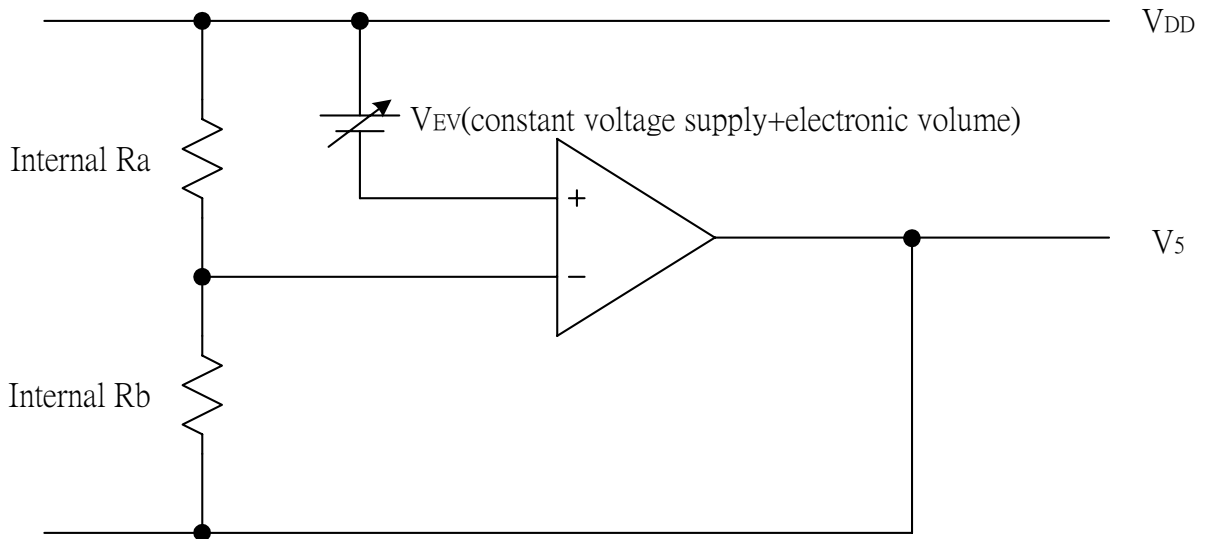 VDD
VEV(constant voltage supply+electronic volume)
Internal Ra
+
−
V5
Internal Rb